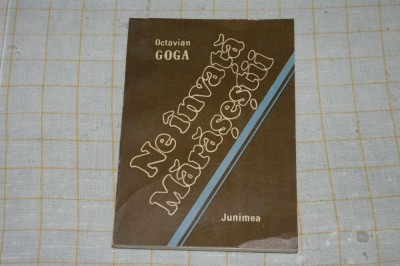 Octavian
GOGA
Ne învață
Mărășeștii
Junimea